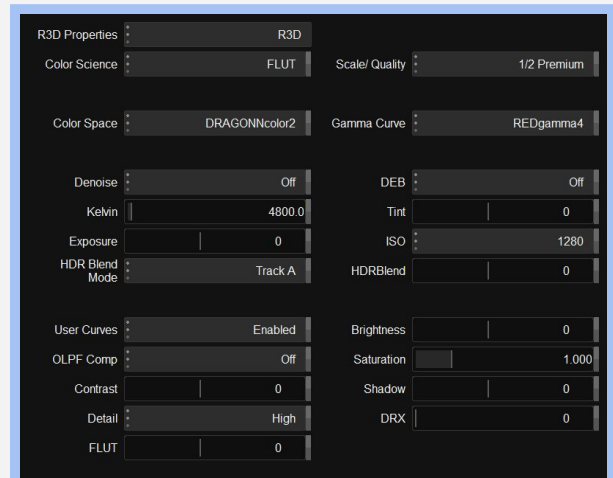 R3D Properties R3D
Color Science FLUT Scale/ Quality 1/2 Premium
Color Space DRAGONNcolor2 Gamma Curve REDgamma4
Denoise Off DEB Off
Kelvin 4800.0 Tint 0
Exposure 0 ISO 1280
HDR Blend
Mode Track A HDRBlend 0
User Curves Enabled Brightness 0
OLPF Comp Off Saturation 1.000
Contrast 0 Shadow 0
Detail High DRX 0
FLUT 0